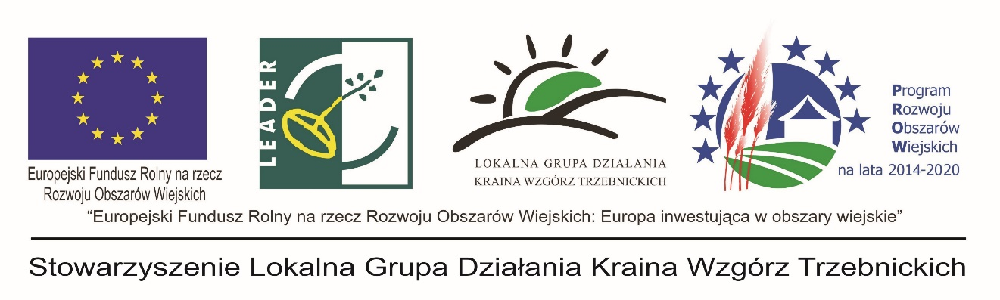 Europejski Fundusz Rolny na rzecz
Rozwoju Obszarów Wiejskich
LEADER
LOKALNA GRUPA DZIAŁANIA
KRAINA WZGÓRZ TRZEBNICKICH
Program
Rozwoju
Obszarów
Wiejskich
na lata 2014-2020
“Europejski Fundusz Rolny na rzecz Rozwoju Obszarów Wiejskich: Europa inwestująca w obszary wiejskie”
Stowarzyszenie Lokalna Grupa Działania Kraina Wzgórz Trzebnickich